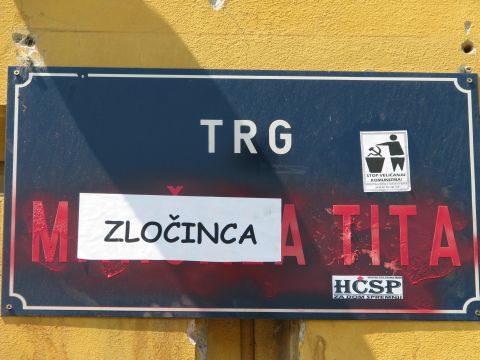 TRG
ZLOČINCA
TITA
STOP VELIČANJU
KOMUNIZMA!
HČSP
ZA DOM SPREMNI!